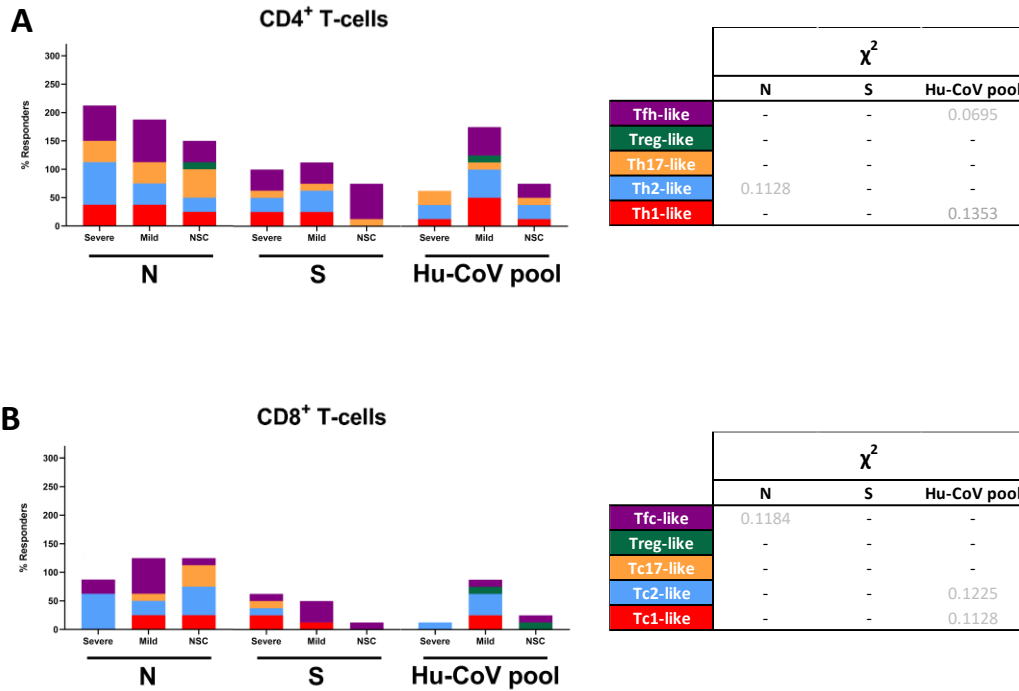 A
CD4⁺ T-cells
% Responders
300
250
200
150
100
50
0
Severe Mild NSC Severe Mild NSC Severe Mild NSC
N S Hu-CoV pool
χ²
N S Hu-CoV pool
Tfh-like - - 0.0695
Treg-like - - -
Th17-like - - -
Th2-like 0.1128 - -
Th1-like - - 0.1353
B
CD8⁺ T-cells
% Responders
300
250
200
150
100
50
0
Severe Mild NSC Severe Mild NSC Severe Mild NSC
N S Hu-CoV pool
χ²
N S Hu-CoV pool
Tfc-like 0.1184 - -
Treg-like - - -
Tc17-like - - -
Tc2-like - - 0.1225
Tc1-like - - 0.1128